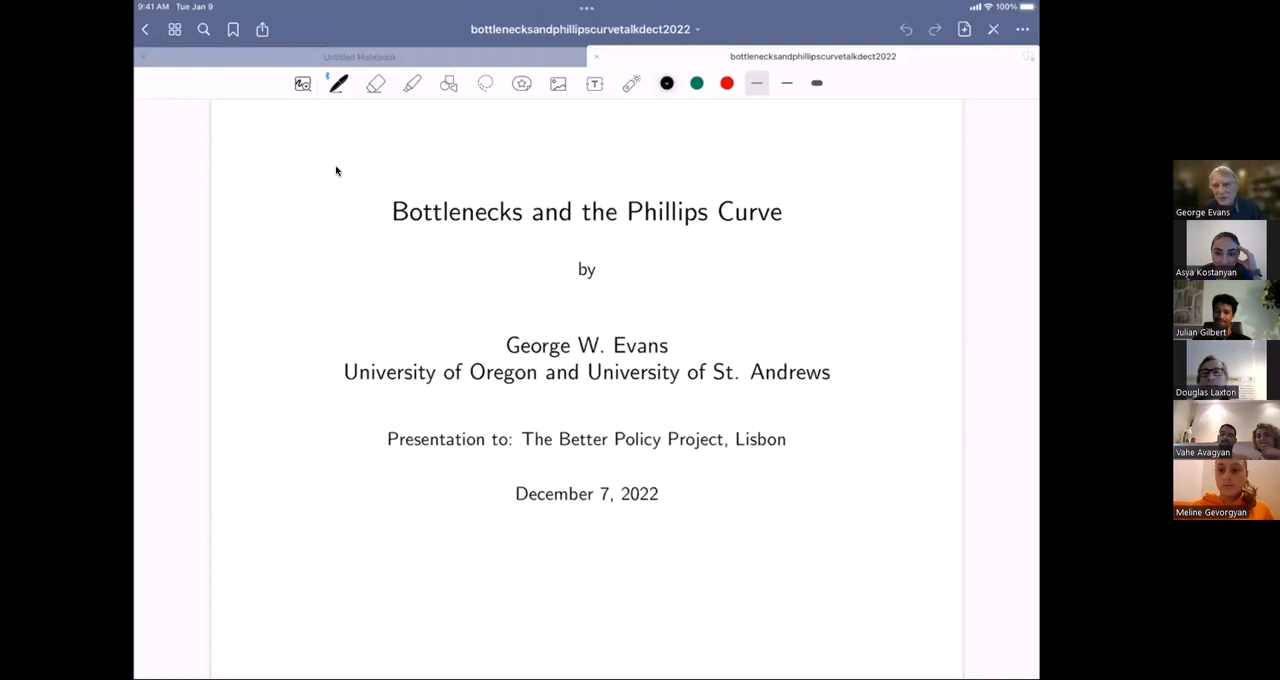 9:41 AM Tue Jan 9
100%
bottlenecksandphillipscurvetalkdect2022
Untitled Notebook
bottlenecksandphillipscurvetalkdect2022
T
Bottlenecks and the Phillips Curve
by
George W. Evans
University of Oregon and University of St. Andrews
Presentation to: The Better Policy Project, Lisbon
December 7, 2022
George Evans
Asya Kostanyan
Julian Gilbert
Douglas Laxton
Vahe Avagyan
Meline Gevorgyan